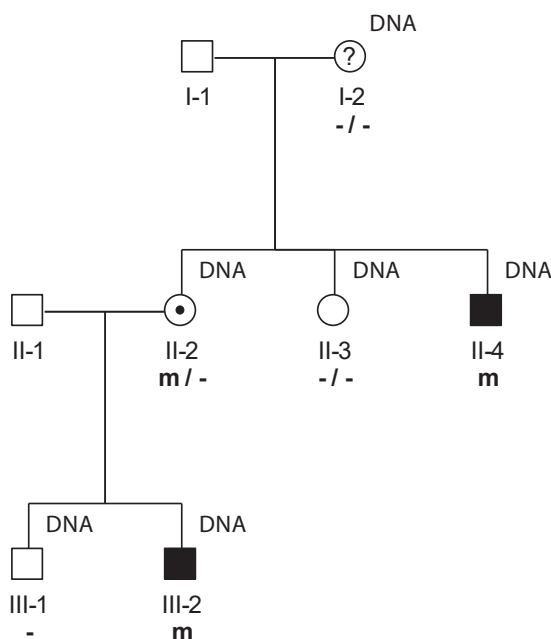 DNA
?
I-1
I-2
- / -
DNA
DNA
DNA
II-1
II-2
II-3
II-4
m / -
- / -
m
DNA
DNA
III-1
III-2
-
m